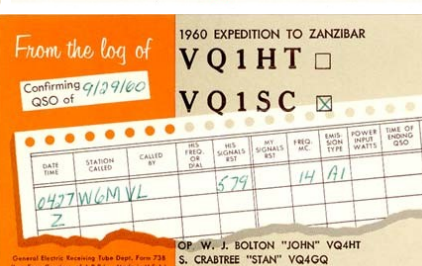 From the log of
1960 EXPEDITION TO ZANZIBAR
VQ1HT ☐
VQ1SC ☒
Confirming QSO of 9/29/60
DATE TIME
STATION CALLED
CALLED BY
HIS FREQ. OR DIAL
HIS SIGNALS RST
MY SIGNALS RST
FREQ. MC.
EMIS- SION TYPE
POWER INPUT WATTS
TIME OF ENDING QSO
0427 W6MVL 579 14 A1
Z
General Electric Receiving Tube Dept. Form 738
OP W. J. BOLTON "JOHN" VQ4HT
S. CRABTREE "STAN" VQ4GQ